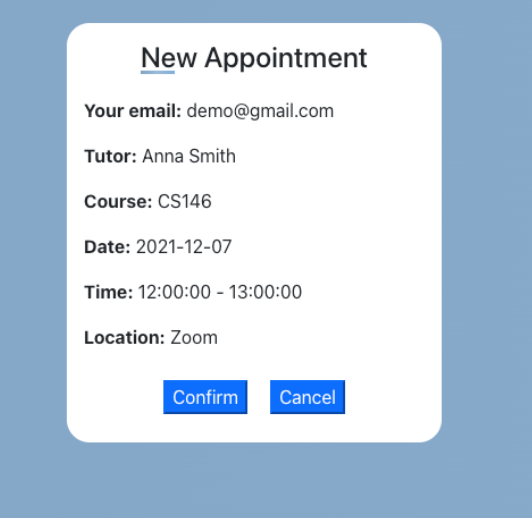 New Appointment
Your email: demo@gmail.com
Tutor: Anna Smith
Course: CS146
Date: 2021-12-07
Time: 12:00:00 - 13:00:00
Location: Zoom
Confirm Cancel